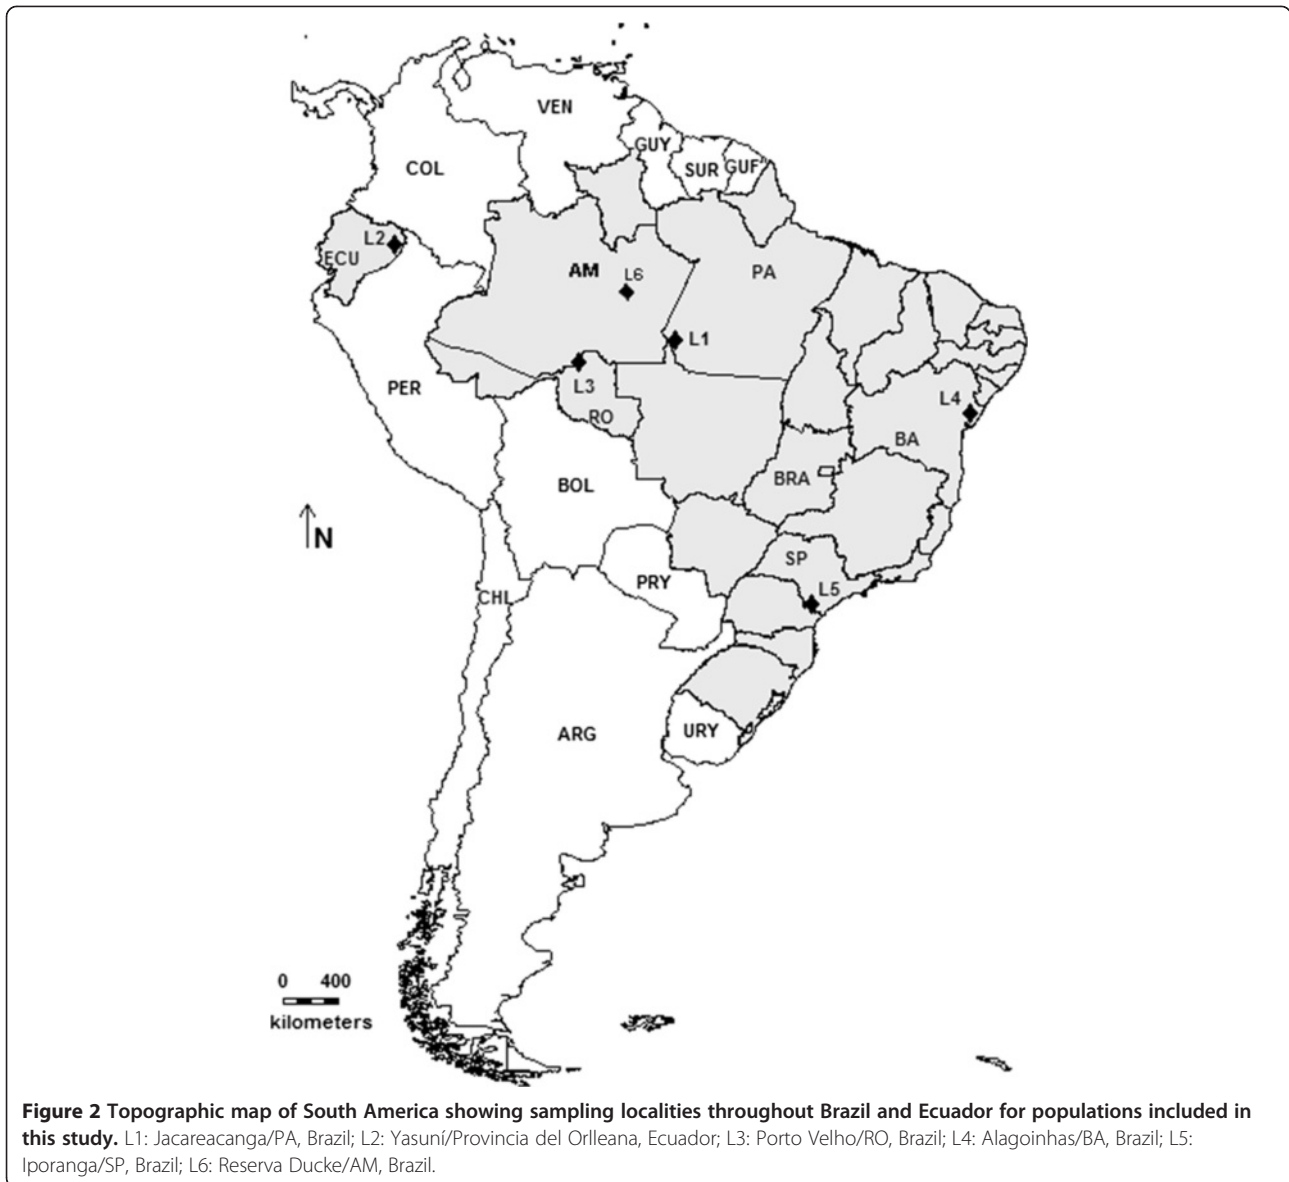 VEN
GUY
COL
SUR
GUF
L2
ECU
AM
L6
PA
L1
PER
L3
RO
L4
BA
BRA
BOL
N
SP
PRY
L5
CHL
ARG
URY
0 400
kilometers
Figure 2 Topographic map of South America showing sampling localities throughout Brazil and Ecuador for populations included in
this study. L1: Jacareacanga/PA, Brazil; L2: Yasuní/Provincia del Orlleana, Ecuador; L3: Porto Velho/RO, Brazil; L4: Alagoinhas/BA, Brazil; L5:
Iporanga/SP, Brazil; L6: Reserva Ducke/AM, Brazil.